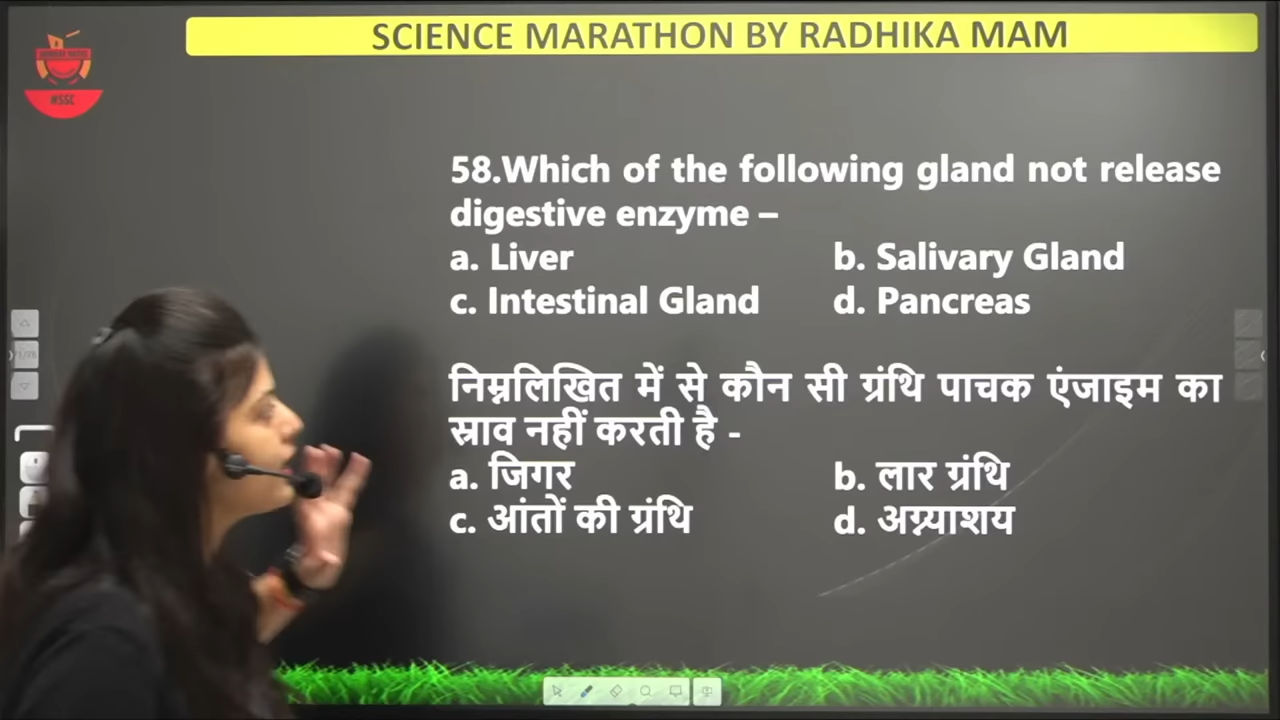 SCIENCE MARATHON BY RADHIKA MAM
HSSC
58.Which of the following gland not release
digestive enzyme –
a. Liver b. Salivary Gland
c. Intestinal Gland d. Pancreas
निम्नलिखित में से कौन सी ग्रंथि पाचक एंजाइम का
स्राव नहीं करती है -
a. जिगर b. लार ग्रंथि
c. आंतों की ग्रंथि d. अग्न्याशय